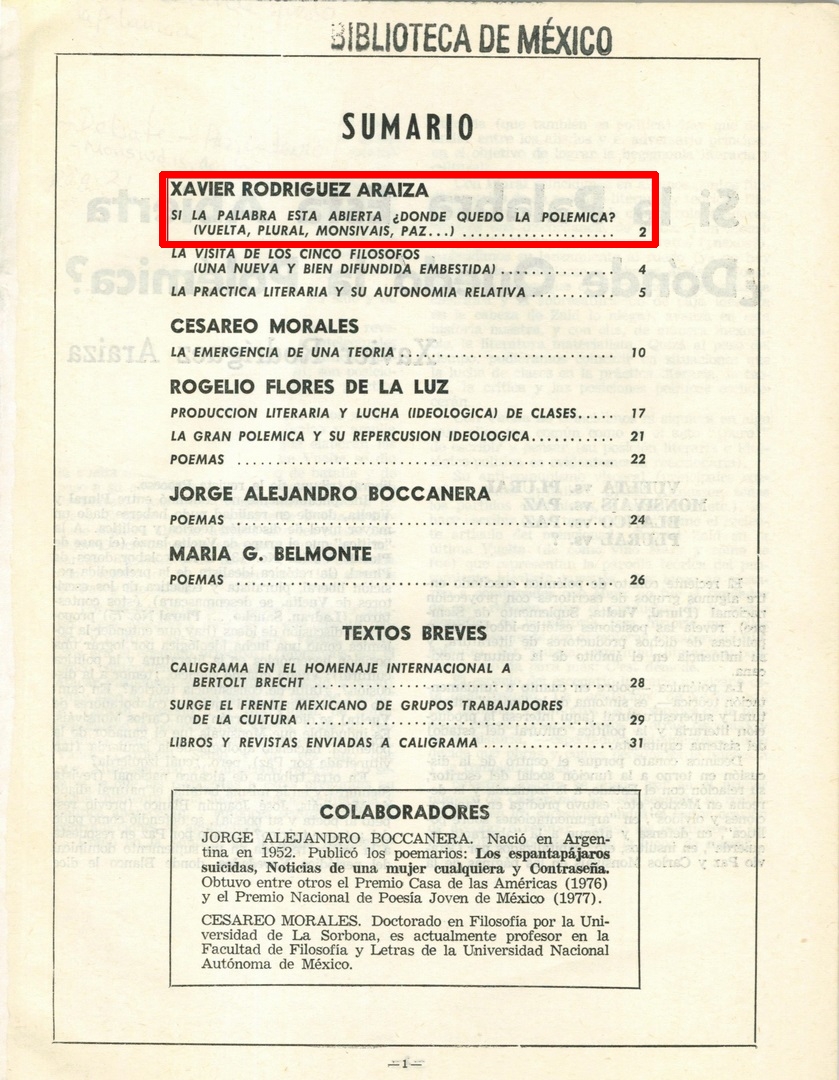 BIBLIOTECA DE MÉXICO
SUMARIO
XAVIER RODRIGUEZ ARAIZA
SI LA PALABRA ESTA ABIERTA ¿DONDE QUEDO LA POLEMICA?
(VUELTA, PLURAL, MONSIVAIS, PAZ...) .................... 2
LA VISITA DE LOS CINCO FILOSOFOS
(UNA NUEVA Y BIEN DIFUNDIDA EMBESTIDA) ............... 4
LA PRACTICA LITERARIA Y SU AUTONOMIA RELATIVA ........... 5
CESAREO MORALES
LA EMERGENCIA DE UNA TEORIA ............................ 10
ROGELIO FLORES DE LA LUZ
PRODUCCION LITERARIA Y LUCHA (IDEOLOGICA) DE CLASES..... 17
LA GRAN POLEMICA Y SU REPERCUSION IDEOLOGICA........... 21
POEMAS ................................................. 22
JORGE ALEJANDRO BOCCANERA
POEMAS ................................................. 24
MARIA G. BELMONTE
POEMAS ................................................. 26
TEXTOS BREVES
CALIGRAMA EN EL HOMENAJE INTERNACIONAL A
BERTOLT BRECHT ........................................ 28
SURGE EL FRENTE MEXICANO DE GRUPOS TRABAJADORES
DE LA CULTURA ......................................... 29
LIBROS Y REVISTAS ENVIADAS A CALIGRAMA ................. 31
COLABORADORES
JORGE ALEJANDRO BOCCANERA. Nació en Argen-
tina en 1952. Publicó los poemarios: Los espantapájaros
suicidas, Noticias de una mujer cualquiera y Contraseña.
Obtuvo entre otros el Premio Casa de las Américas (1976)
y el Premio Nacional de Poesía Joven de México (1977).
CESAREO MORALES. Doctorado en Filosofía por la Uni-
versidad de La Sorbona, es actualmente profesor en la
Facultad de Filosofía y Letras de la Universidad Nacional
Autónoma de México.
—1—